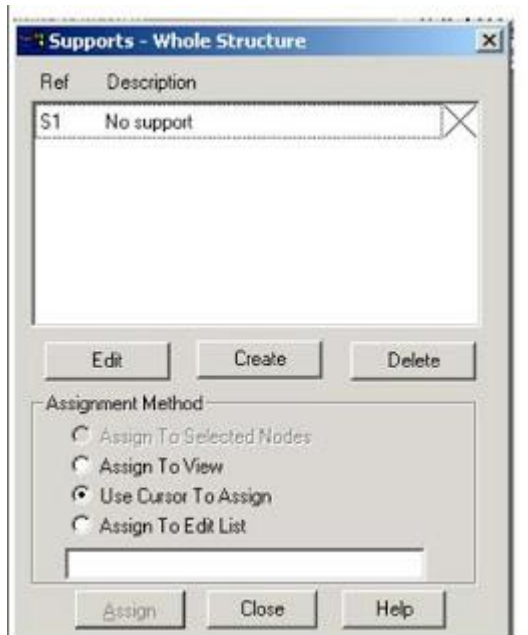 Supports - Whole Structure
Ref Description
S1 No support
Edit Create Delete
Assignment Method
Assign To Selected Nodes
Assign To View
Use Cursor To Assign
Assign To Edit List
Assign Close Help